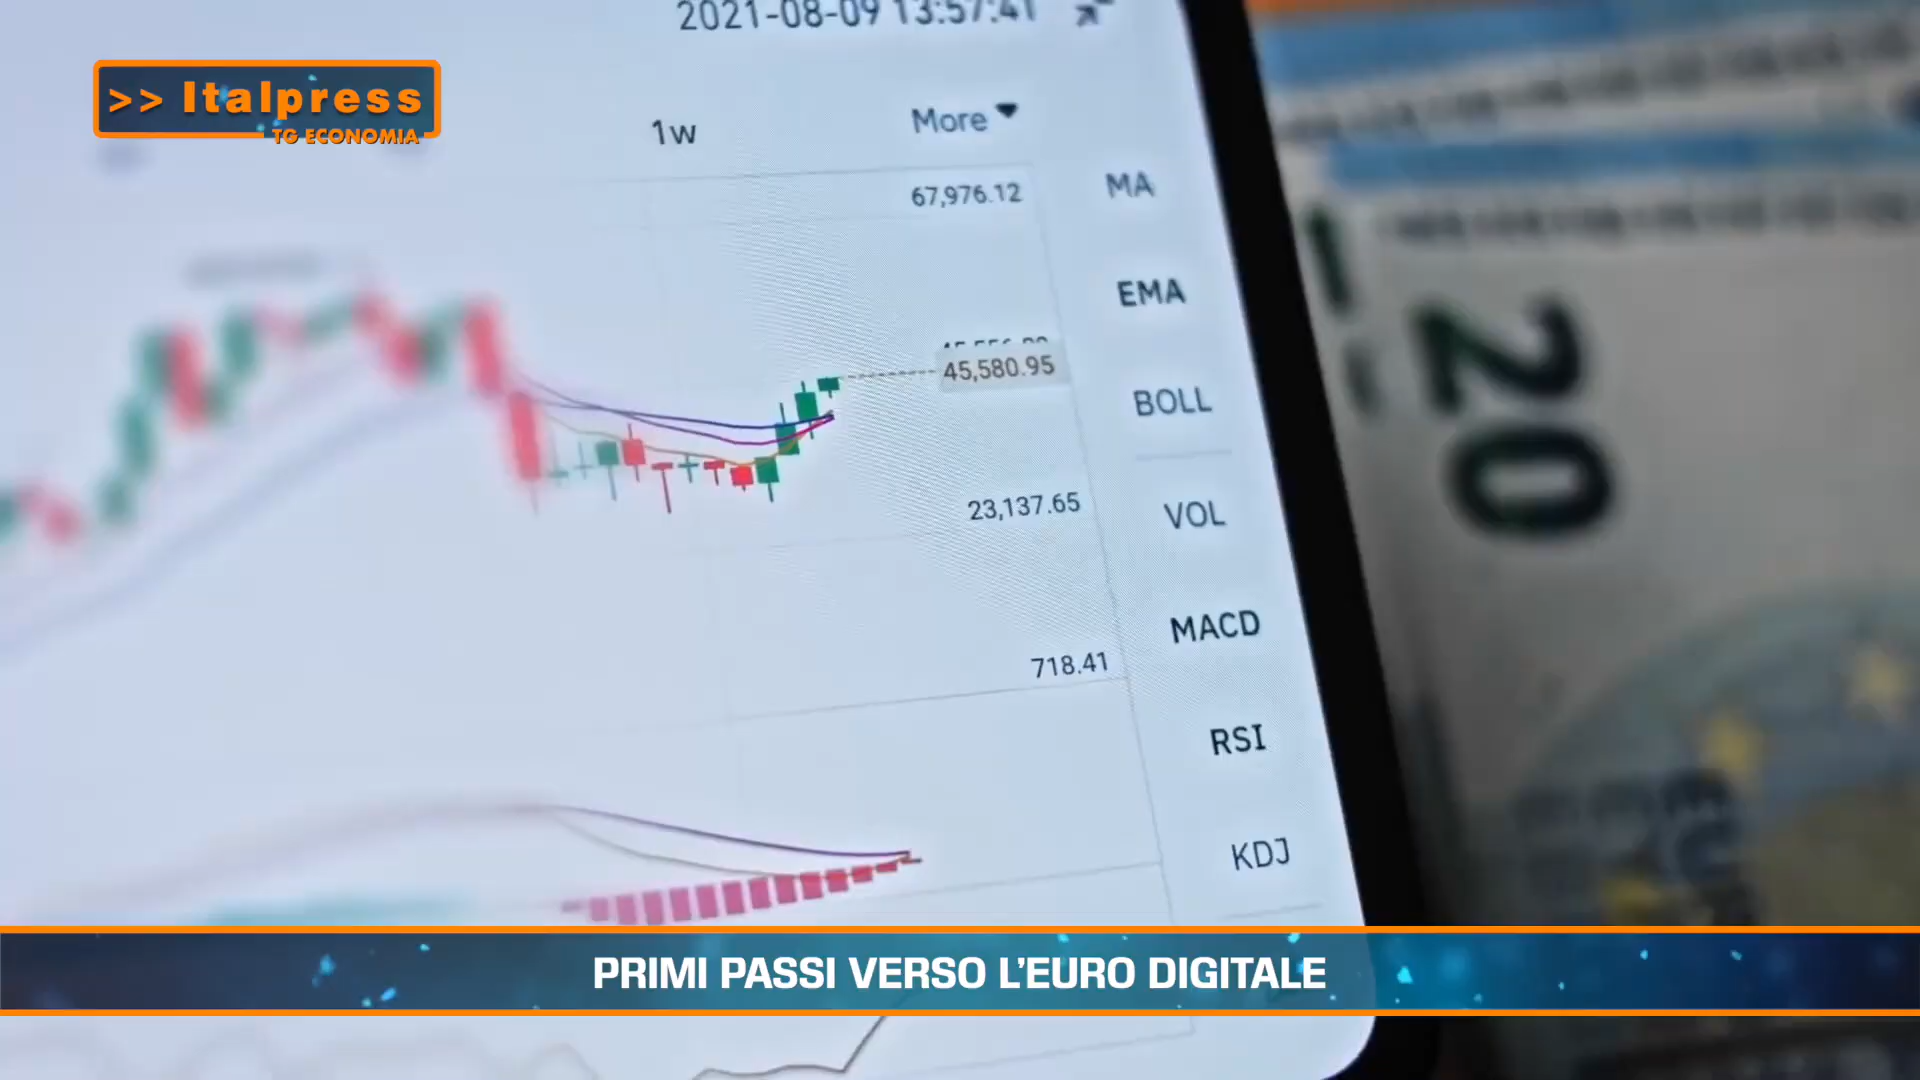 2021-08-09 13:57:41
>> Italpress
TG ECONOMIA
1w
More
67,976.12
MA
EMA
45,580.95
BOLL
23,137.65
VOL
718.41
MACD
RSI
KDJ
20
PRIMI PASSI VERSO L'EURO DIGITALE